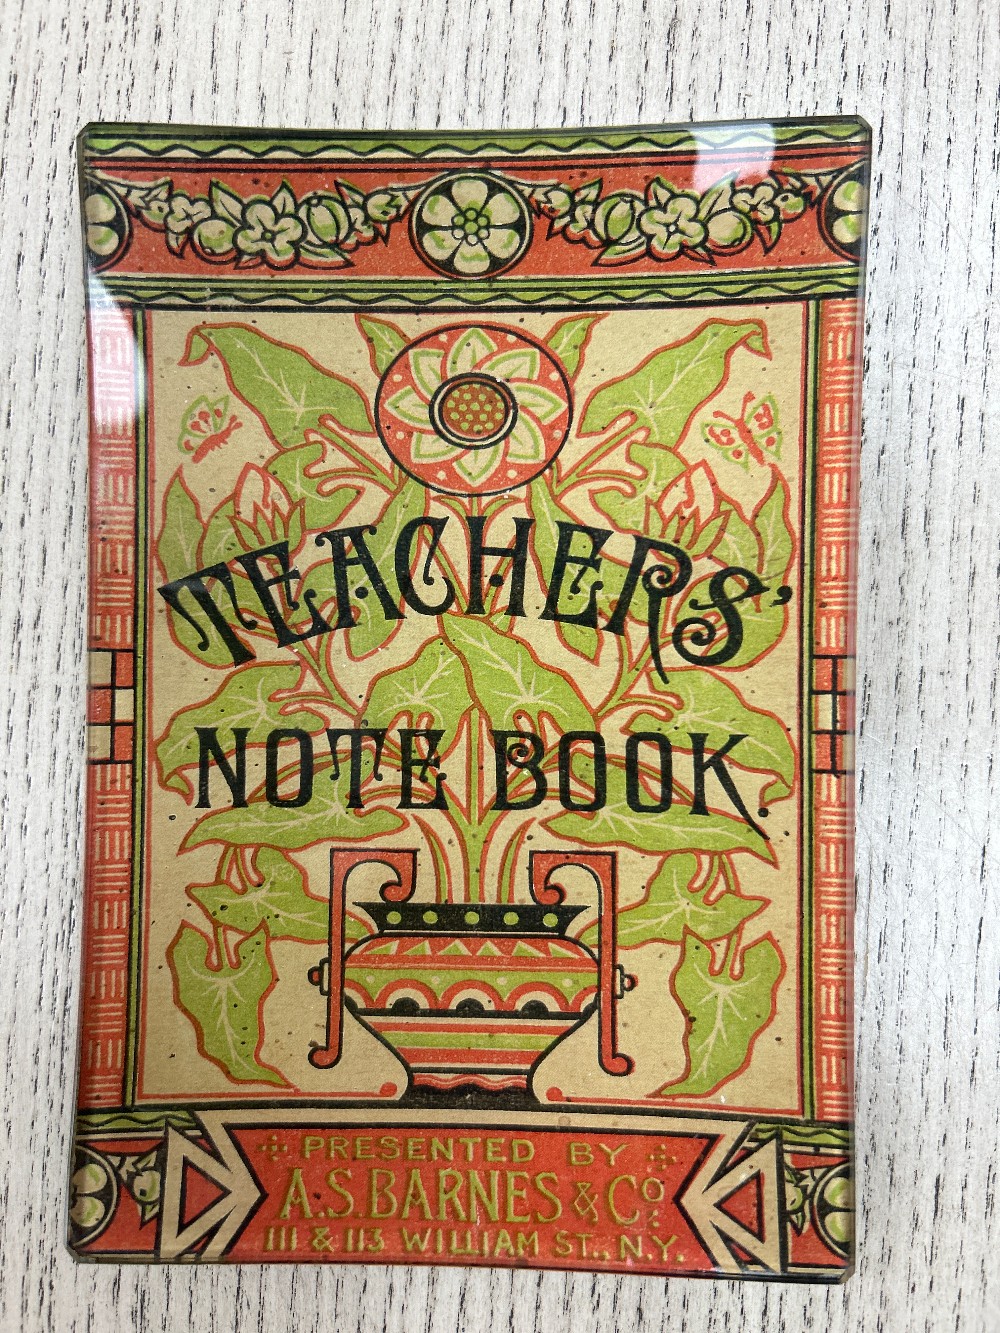 TEACHERS'
NOTE BOOK.
PRESENTED BY
A.S. BARNES & Co.
111 & 113 WILLIAM ST., N.Y.